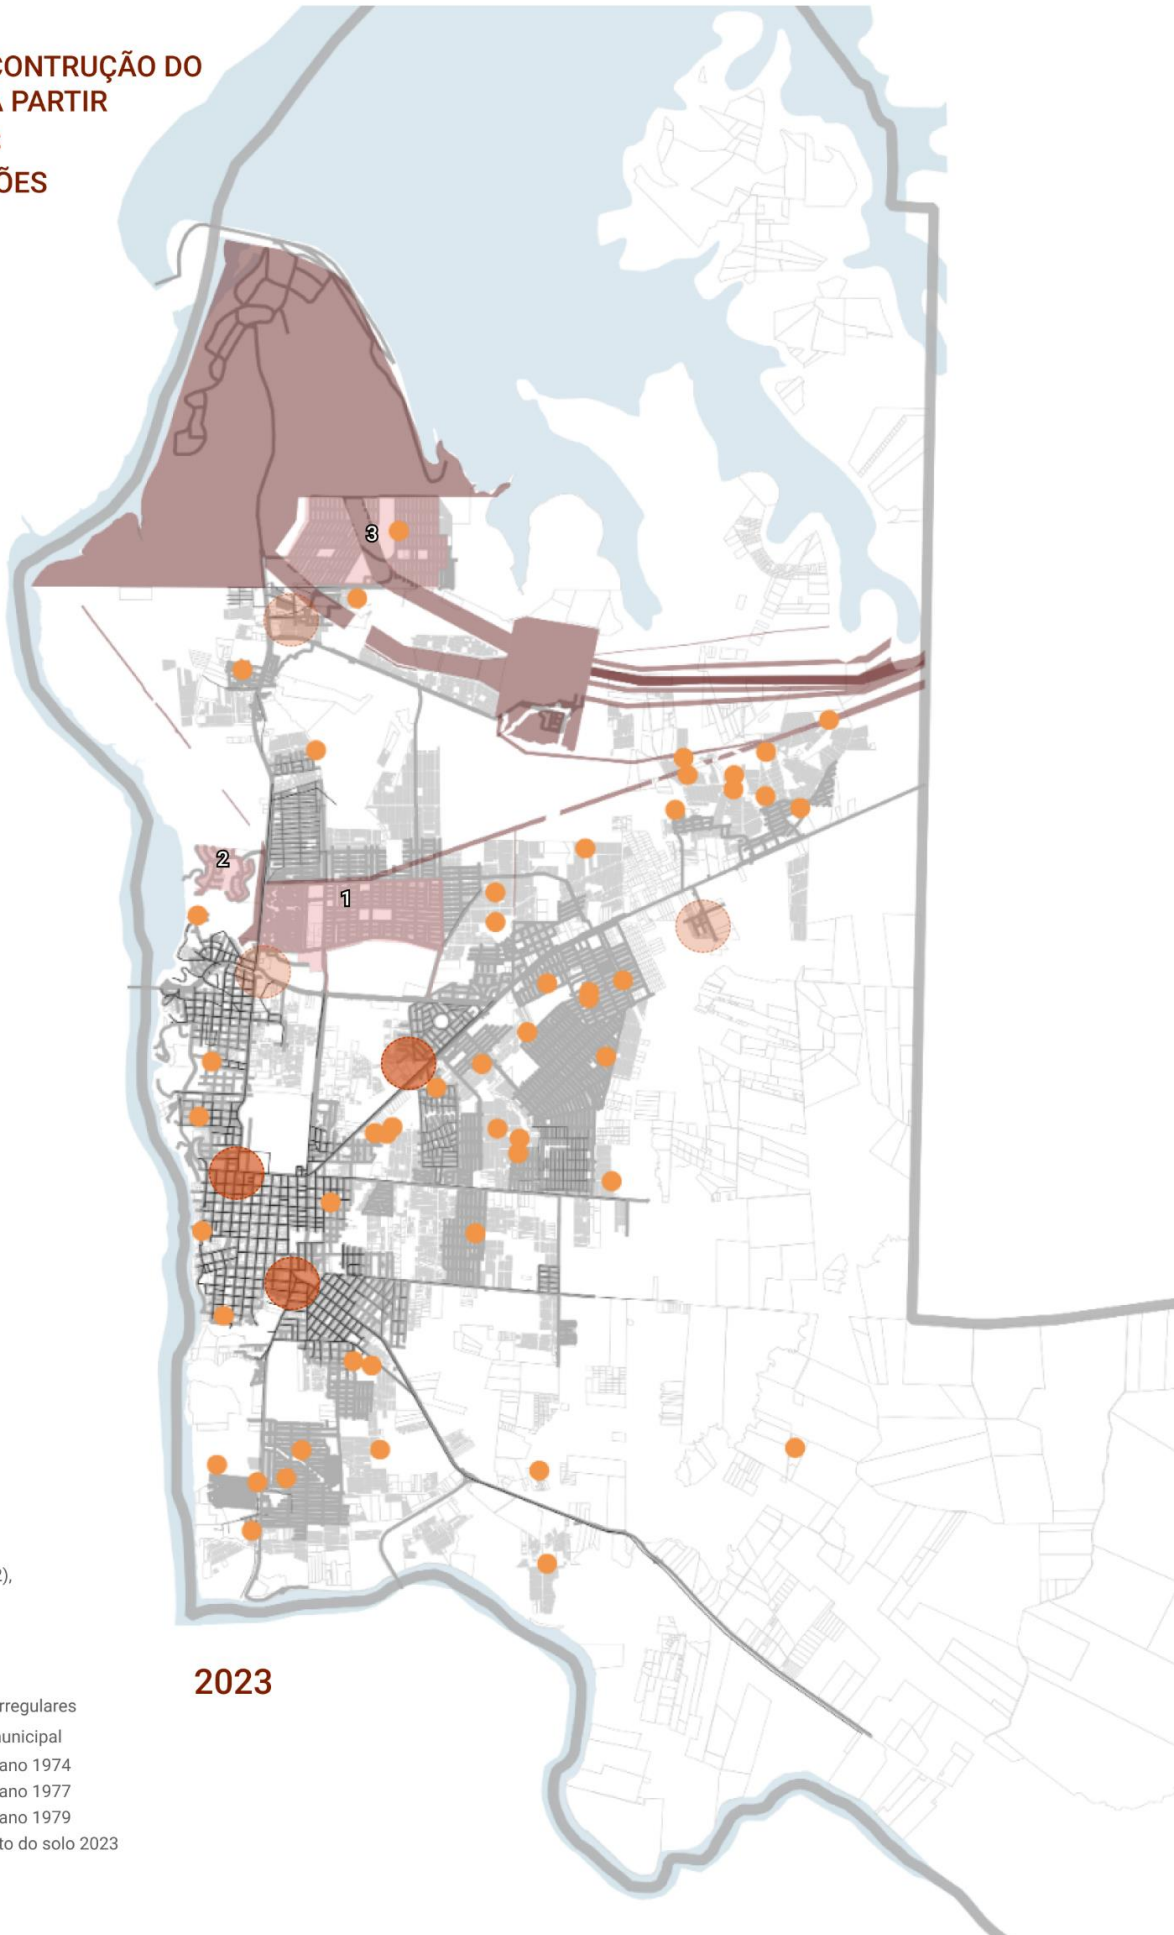 CONTRUÇÃO DO
A PARTIR
ÕES
3
2
1
2),
2023
rregulares
unicipal
ano 1974
ano 1977
ano 1979
to do solo 2023